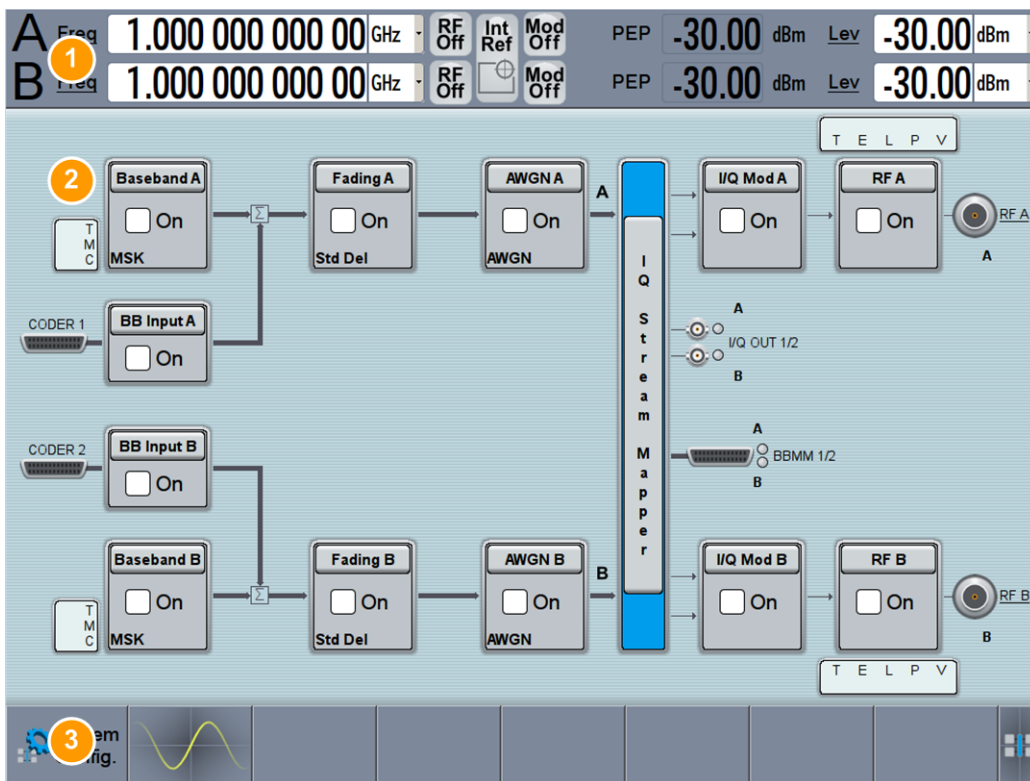 A Freq 1.000 000 000 00 GHz RF Off Int Ref Mod Off PEP -30.00 dBm Lev -30.00 dBm
1
B Freq 1.000 000 000 00 GHz RF Off Mod Off PEP -30.00 dBm Lev -30.00 dBm
T E L P V
2
Baseband A
On
MSK
T M C
Σ
Fading A
On
Std Del
AWGN A
On
AWGN
A
I/Q Mod A
On
RF A
On
RF A
A
CODER 1
BB Input A
On
A
I/Q OUT 1/2
B
IQ Stream Mapper
CODER 2
BB Input B
On
A
BBMM 1/2
B
Baseband B
On
MSK
T M C
Σ
Fading B
On
Std Del
AWGN B
On
AWGN
B
I/Q Mod B
On
RF B
On
RF B
B
T E L P V
3